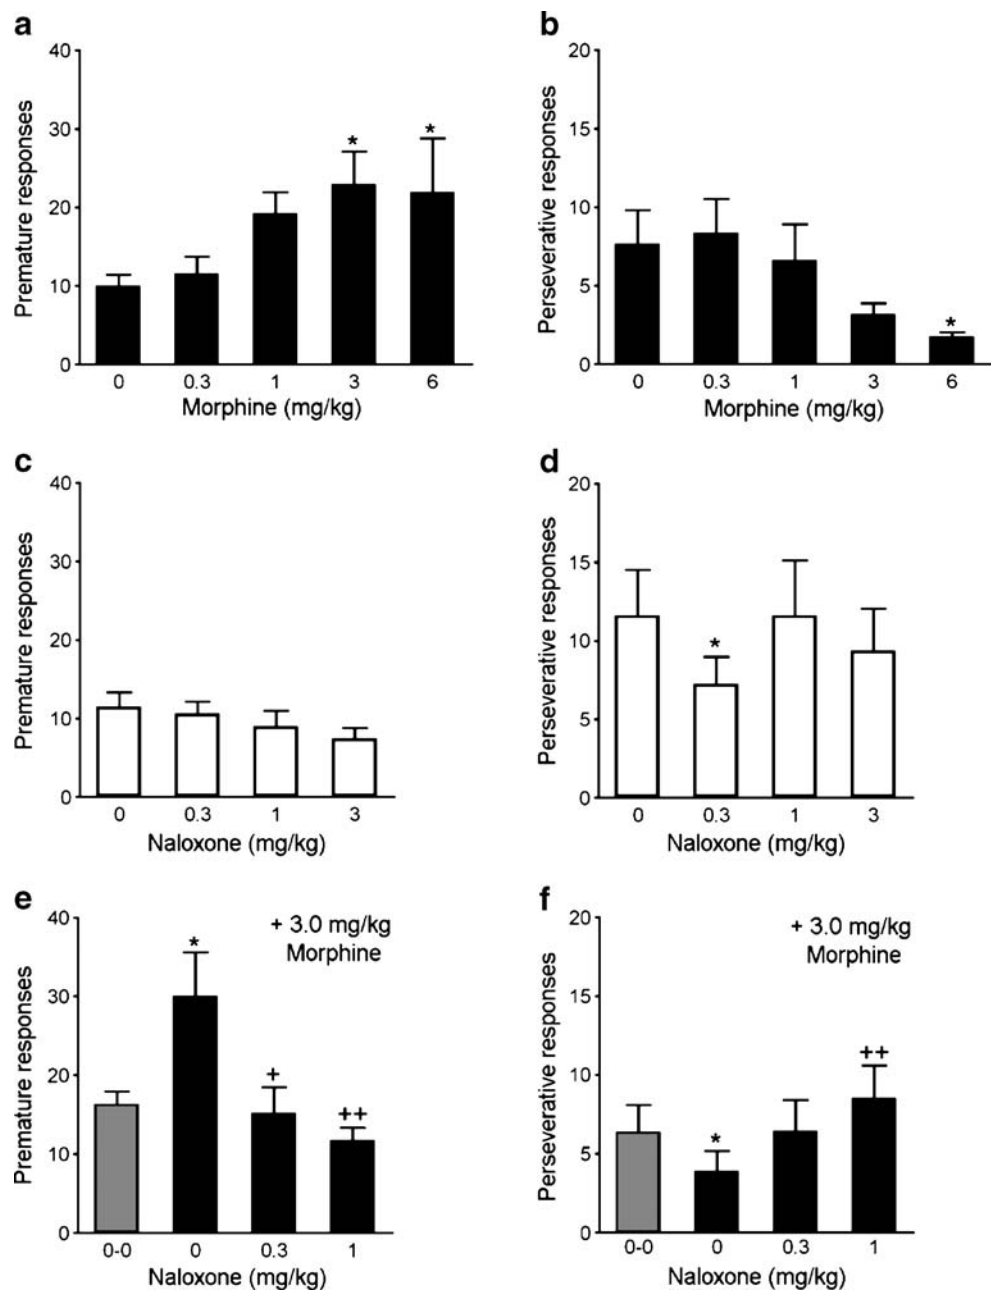 a
40
30
20
10
0
Premature responses
*
*
0 0.3 1 3 6
Morphine (mg/kg)
b
20
15
10
5
0
Perseverative responses
*
0 0.3 1 3 6
Morphine (mg/kg)
c
40
30
20
10
0
Premature responses
0 0.3 1 3
Naloxone (mg/kg)
d
20
15
10
5
0
Perseverative responses
*
0 0.3 1 3
Naloxone (mg/kg)
e
40
30
20
10
0
Premature responses
+ 3.0 mg/kg
Morphine
*
+
++
0-0 0 0.3 1
Naloxone (mg/kg)
f
20
15
10
5
0
Perseverative responses
+ 3.0 mg/kg
Morphine
*
++
0-0 0 0.3 1
Naloxone (mg/kg)